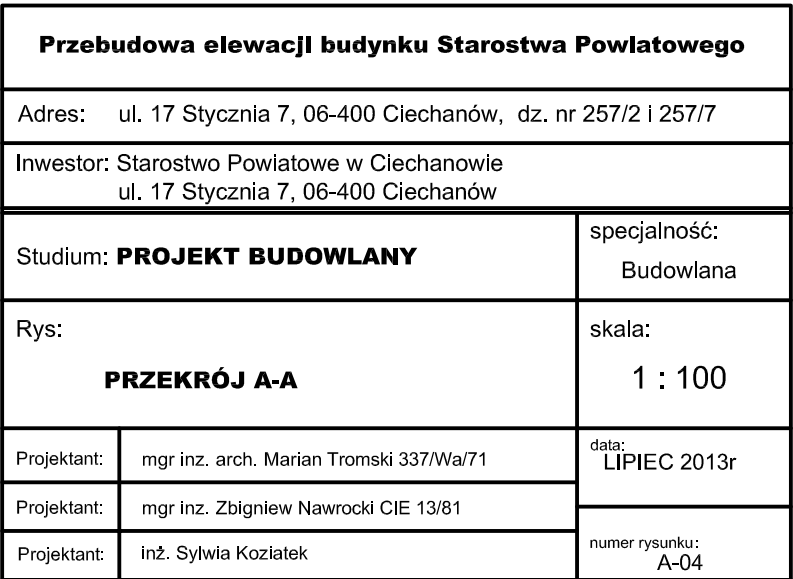 Przebudowa elewacjI budynku Starostwa PowIatowego
Adres: ul. 17 Stycznia 7, 06-400 Ciechanów, dz. nr 257/2 i 257/7
Inwestor: Starostwo Powiatowe w Ciechanowie
ul. 17 Stycznia 7, 06-400 Ciechanów
Studium: PROJEKT BUDOWLANY
specjalność:
Budowlana
Rys:
PRZEKRÓJ A-A
skala:
1 : 100
Projektant: mgr inz. arch. Marian Tromski 337/Wa/71
data:
LIPIEC 2013r
Projektant: mgr inz. Zbigniew Nawrocki CIE 13/81
Projektant: inż. Sylwia Koziatek
numer rysunku:
A-04